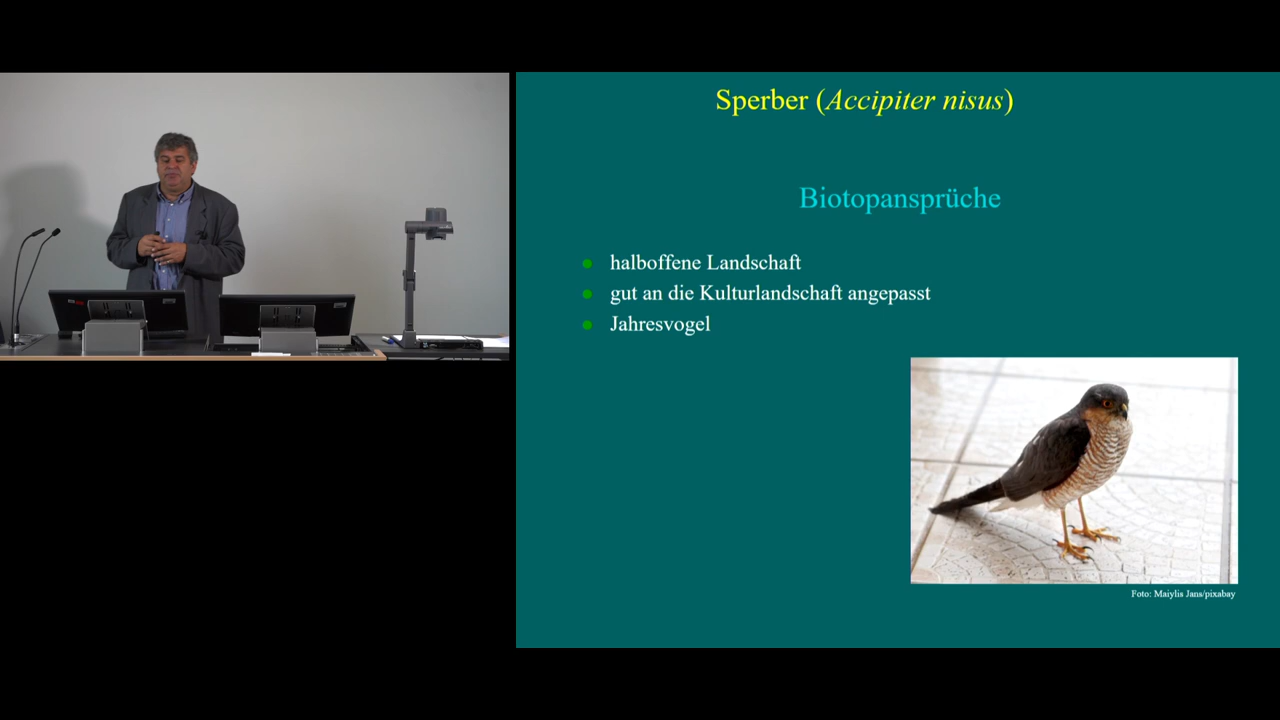 Sperber (Accipiter nisus)
Biotopansprüche
halboffene Landschaft
gut an die Kulturlandschaft angepasst
Jahresvogel
Foto: Maiylis Jans/pixabay